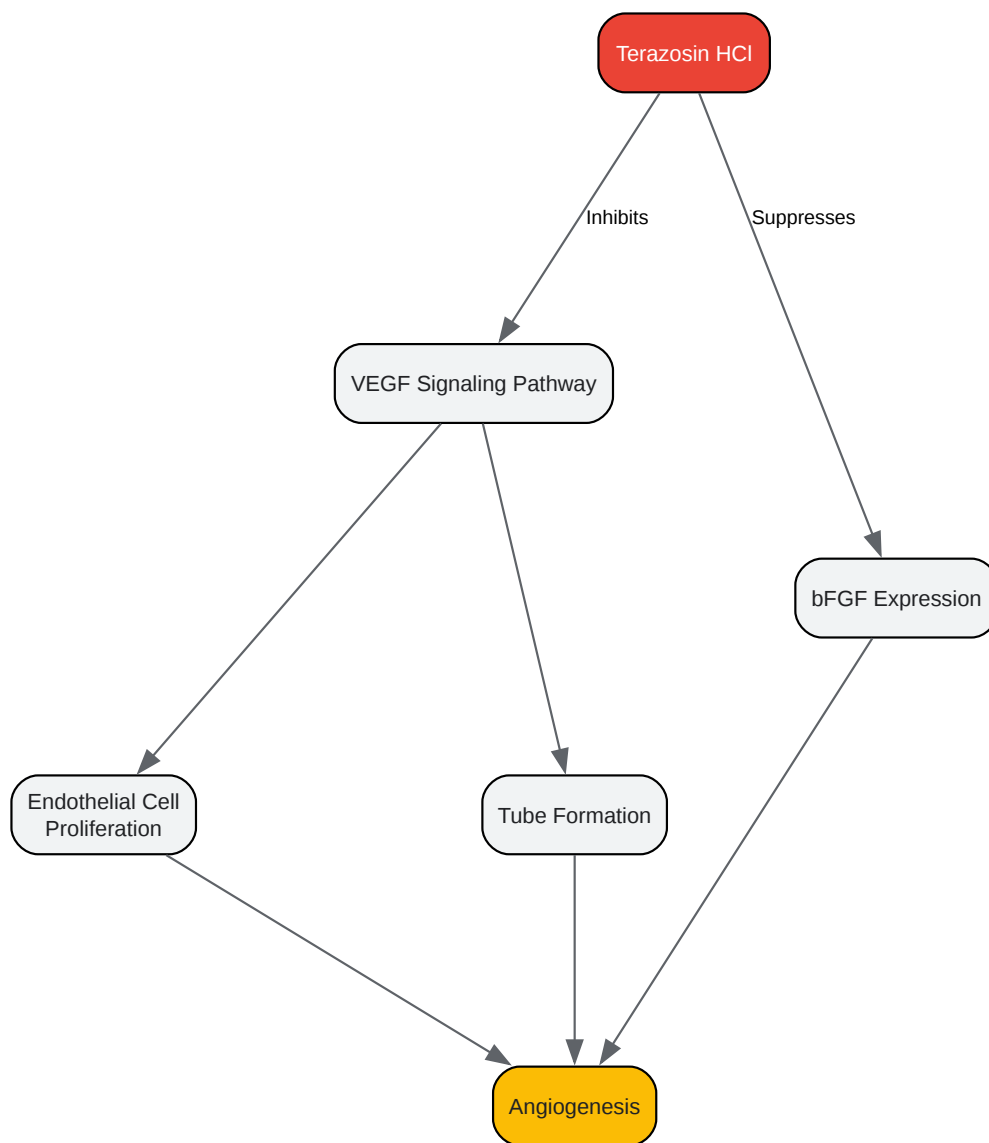 Terazosin HCl
Inhibits
Suppresses
VEGF Signaling Pathway
bFGF Expression
Endothelial Cell
Proliferation
Tube Formation
Angiogenesis